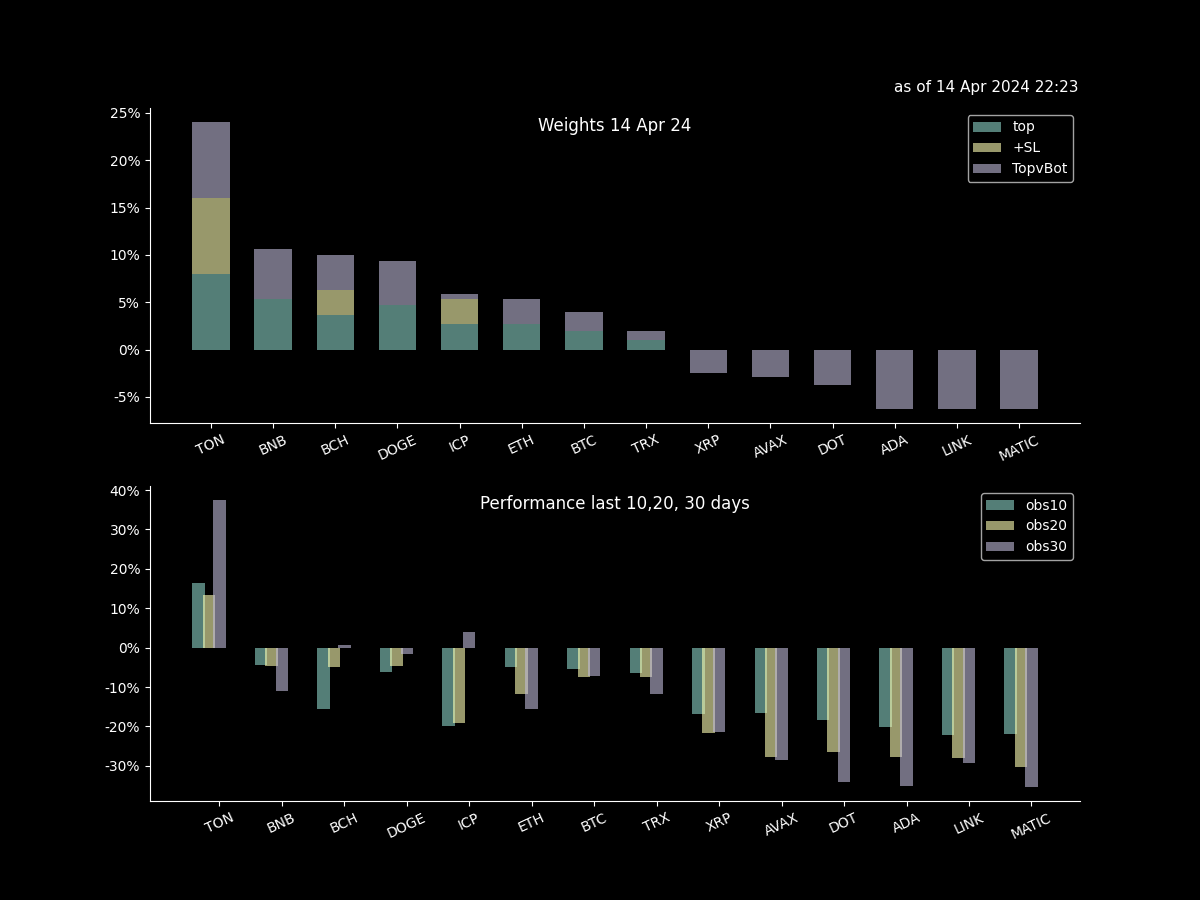 as of 14 Apr 2024 22:23
Weights 14 Apr 24
top
+SL
TopvBot
25%
20%
15%
10%
5%
0%
-5%
TON BNB BCH DOGE ICP ETH BTC TRX XRP AVAX DOT ADA LINK MATIC
Performance last 10,20, 30 days
obs10
obs20
obs30
40%
30%
20%
10%
0%
-10%
-20%
-30%
TON BNB BCH DOGE ICP ETH BTC TRX XRP AVAX DOT ADA LINK MATIC